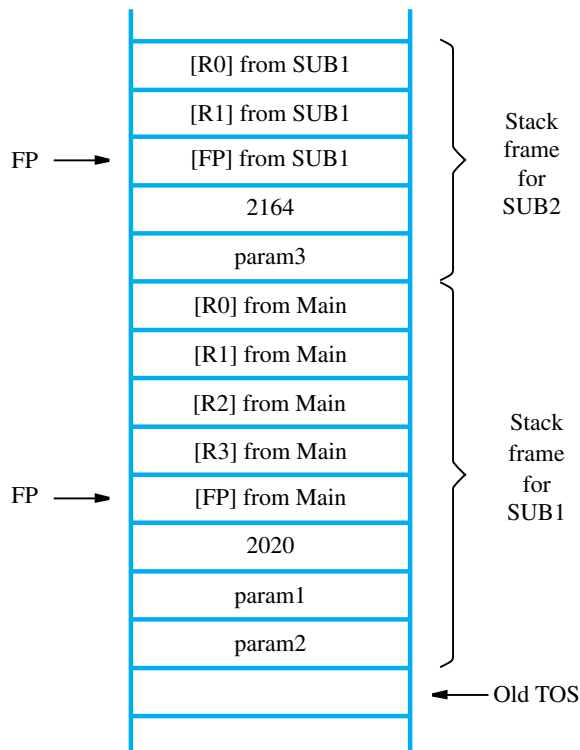 [R0] from SUB1
[R1] from SUB1
FP
[FP] from SUB1
2164
param3
Stack
frame
for
SUB2
[R0] from Main
[R1] from Main
[R2] from Main
[R3] from Main
FP
[FP] from Main
2020
param1
param2
Stack
frame
for
SUB1
Old TOS